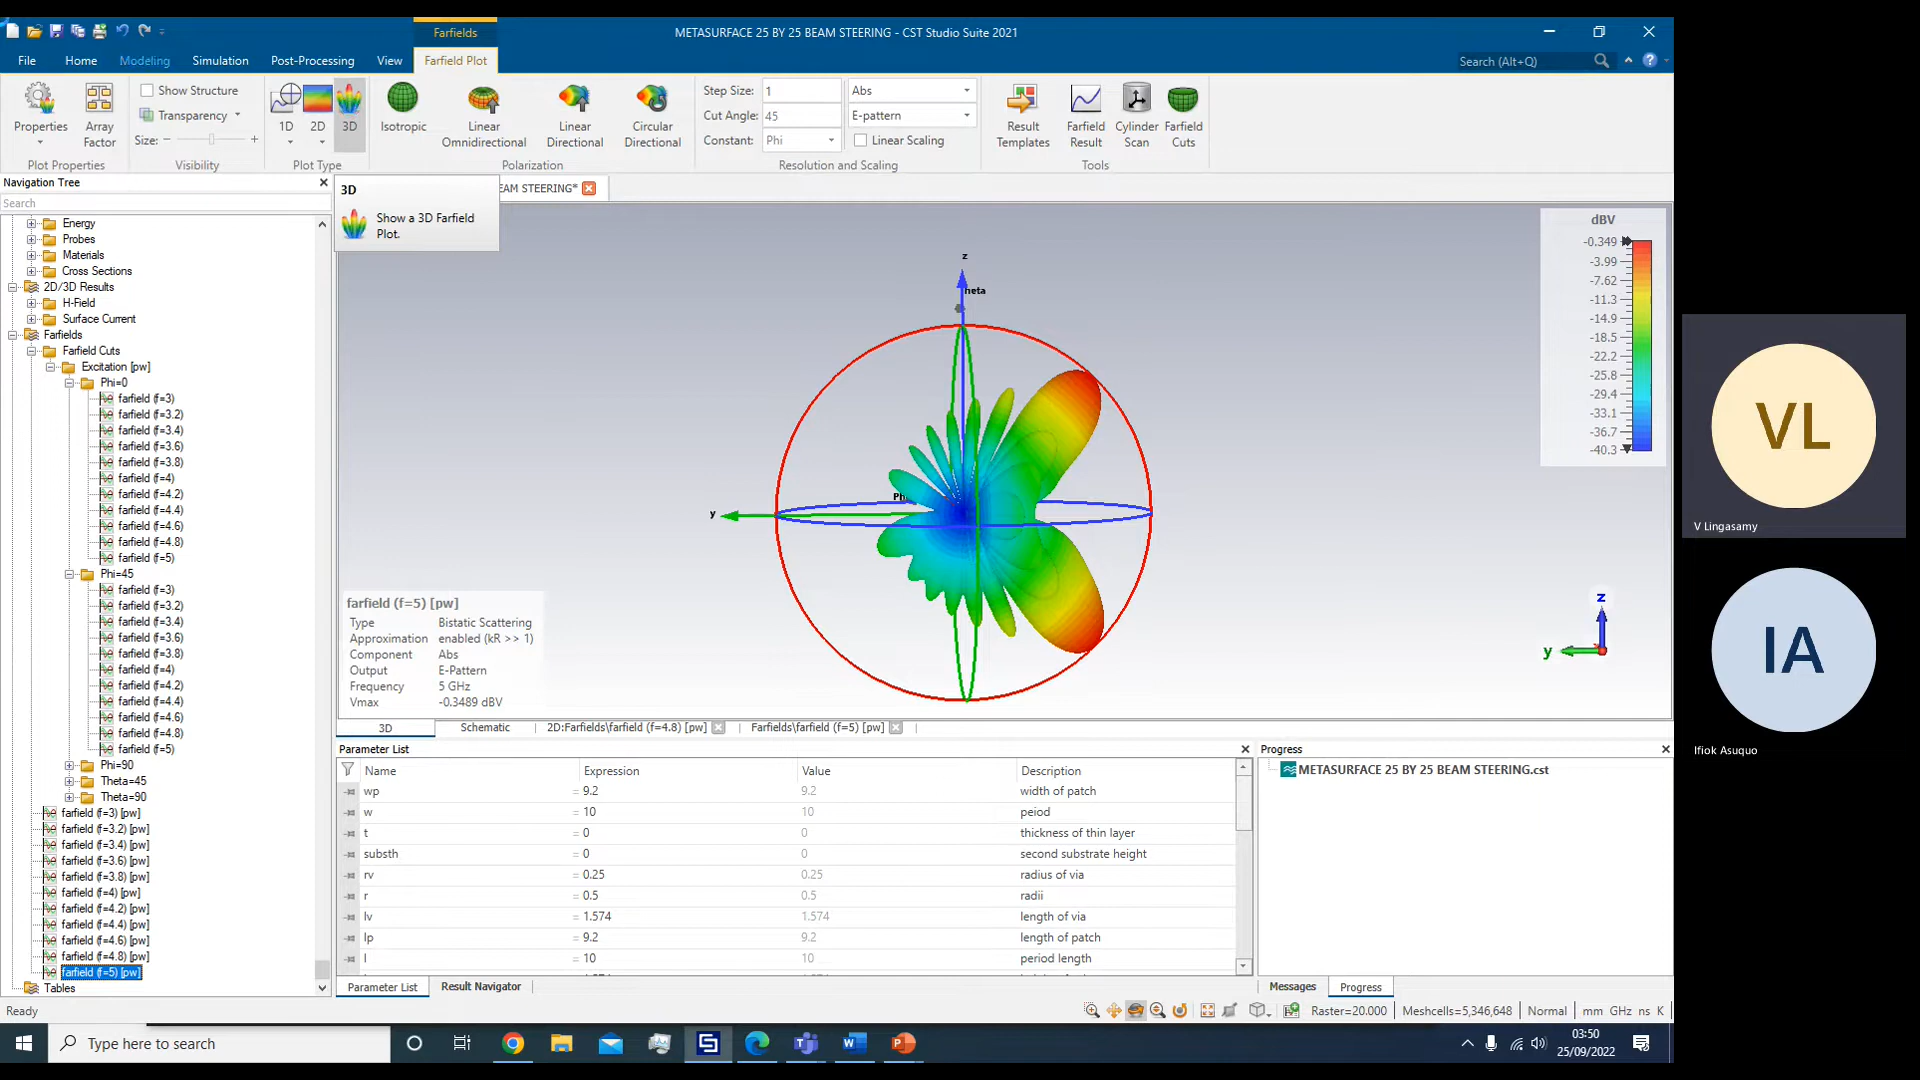 Farfields
METASURFACE 25 BY 25 BEAM STEERING - CST Studio Suite 2021
File Home Modeling Simulation Post-Processing View Farfield Plot
Search (Alt+Q)
Properties
Array Factor
Show Structure
Transparency
Size:
1D
2D
3D
Isotropic
Linear Omnidirectional
Linear Directional
Circular Directional
Step Size: 1
Cut Angle: 45
Constant: Phi
Abs
E-pattern
Linear Scaling
Result Templates
Farfield Result
Cylinder Scan
Farfield Cuts
Plot Properties
Visibility
Plot Type
Polarization
Resolution and Scaling
Tools
Navigation Tree
Search
3D
Show a 3D Farfield
Plot.
EAM STEERING*
Energy
Probes
Materials
Cross Sections
2D/3D Results
H-Field
Surface Current
Farfields
Farfield Cuts
Excitation [pw]
Phi=0
farfield (f=3)
farfield (f=3.2)
farfield (f=3.4)
farfield (f=3.6)
farfield (f=3.8)
farfield (f=4)
farfield (f=4.2)
farfield (f=4.4)
farfield (f=4.6)
farfield (f=4.8)
farfield (f=5)
Phi=45
farfield (f=3)
farfield (f=3.2)
farfield (f=3.4)
farfield (f=3.6)
farfield (f=3.8)
farfield (f=4)
farfield (f=4.2)
farfield (f=4.4)
farfield (f=4.6)
farfield (f=4.8)
farfield (f=5)
Phi=90
Theta=45
Theta=90
farfield (f=3) [pw]
farfield (f=3.2) [pw]
farfield (f=3.4) [pw]
farfield (f=3.6) [pw]
farfield (f=3.8) [pw]
farfield (f=4) [pw]
farfield (f=4.2) [pw]
farfield (f=4.4) [pw]
farfield (f=4.6) [pw]
farfield (f=4.8) [pw]
farfield (f=5) [pw]
Tables
z
heta
Ph
y
dBV
-0.349
-3.99
-7.62
-11.3
-14.9
-18.5
-22.2
-25.8
-29.4
-33.1
-36.7
-40.3
z
y
farfield (f=5) [pw]
Type Bistatic Scattering
Approximation enabled (kR >> 1)
Component Abs
Output E-Pattern
Frequency 5 GHz
Vmax -0.3489 dBV
3D Schematic 2D:Farfields\farfield (f=4.8) [pw] Farfields\farfield (f=5) [pw]
Parameter List
Name Expression Value Description
wp = 9.2 9.2 width of patch
w = 10 10 peiod
t = 0 0 thickness of thin layer
substh = 0 0 second substrate height
rv = 0.25 0.25 radius of via
r = 0.5 0.5 radii
lv = 1.574 1.574 length of via
lp = 9.2 9.2 length of patch
l = 10 10 period length
Parameter List Result Navigator
Progress
METASURFACE 25 BY 25 BEAM STEERING.cst
Messages Progress
Ready
Raster=20.000 Meshcells=5,346,648 Normal mm GHz ns K
Type here to search
03:50
25/09/2022
VL
V Lingasamy
IA
Ifiok Asuquo